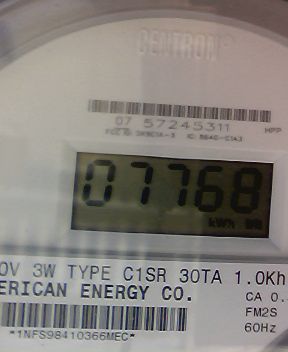 CENTRON®
07 57245311
HPP
07768
kWh
0V 3W TYPE C1SR 30TA 1.0Kh
ERICAN ENERGY CO.
CA 0.
FM2S
60Hz
*1NFS98410366MEC*